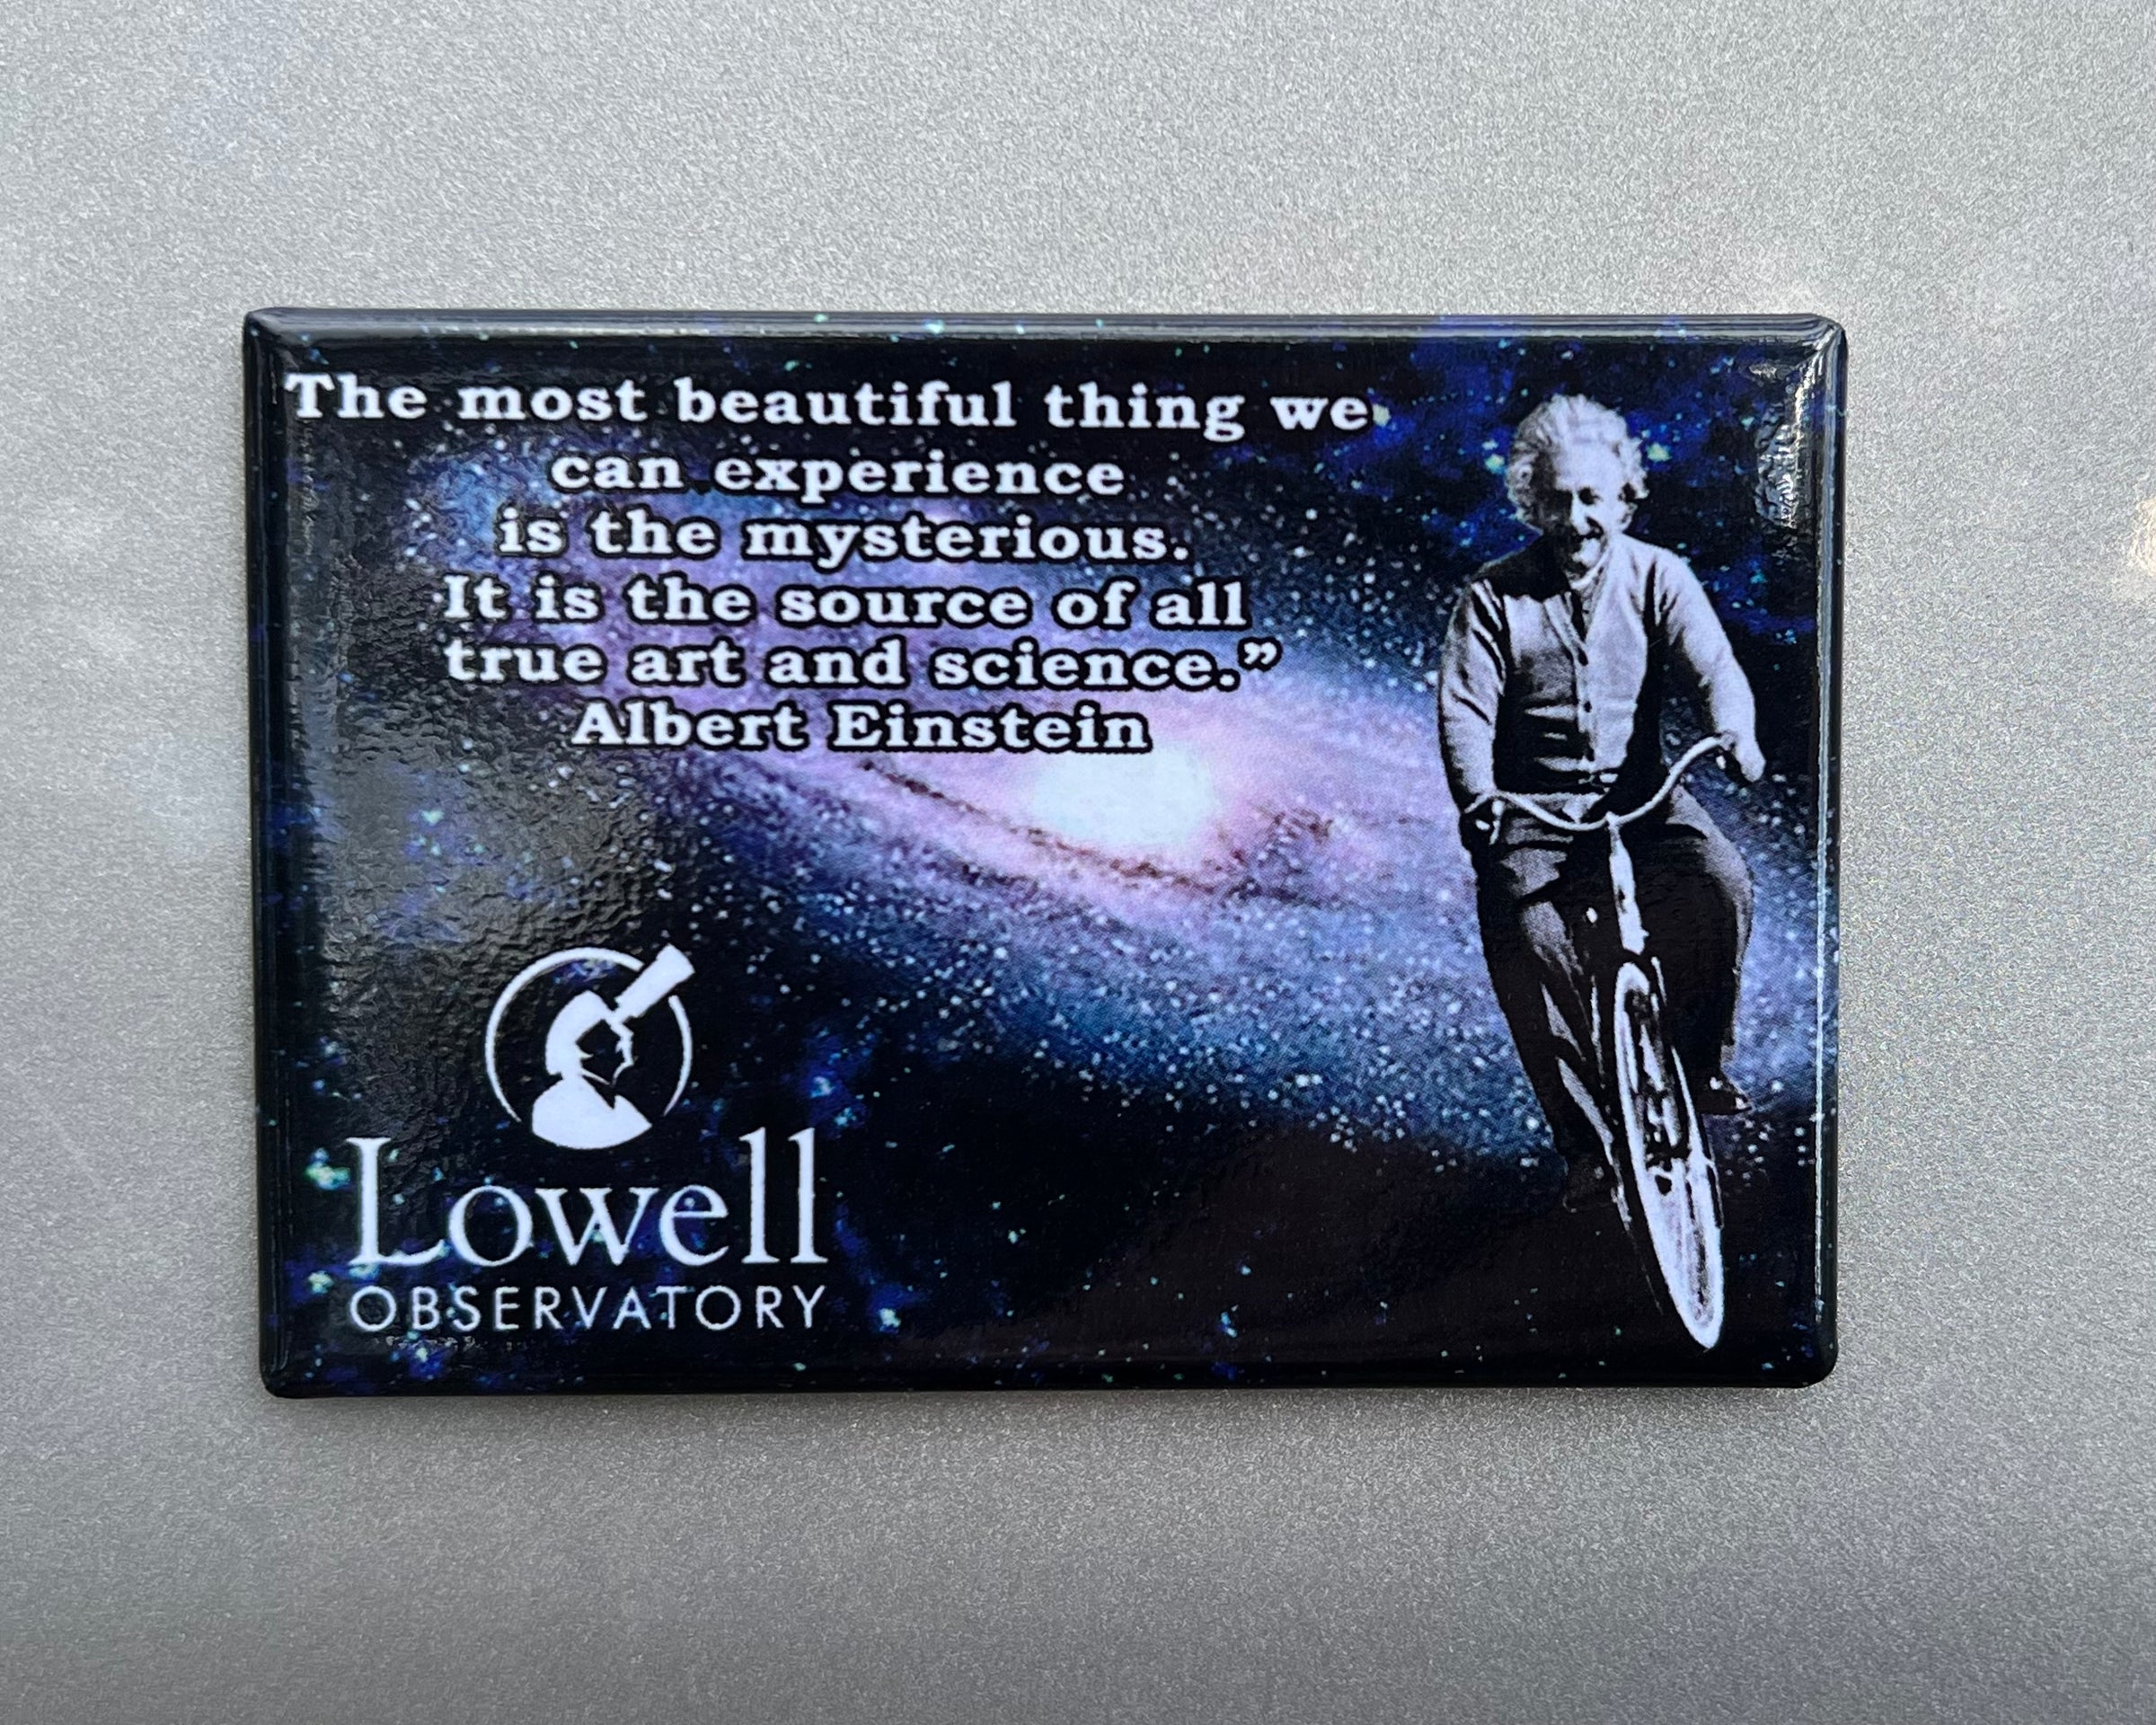 The most beautiful thing we
can experience
is the mysterious.
It is the source of all
true art and science.”
Albert Einstein
Lowell
OBSERVATORY